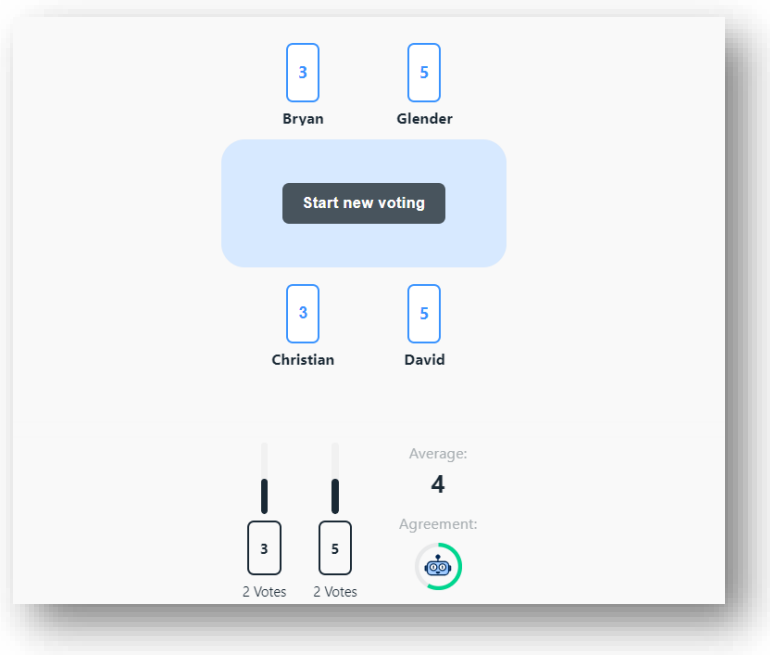 3 5
Bryan Glender
Start new voting
3 5
Christian David
Average:
4
Agreement:
3 5
2 Votes 2 Votes